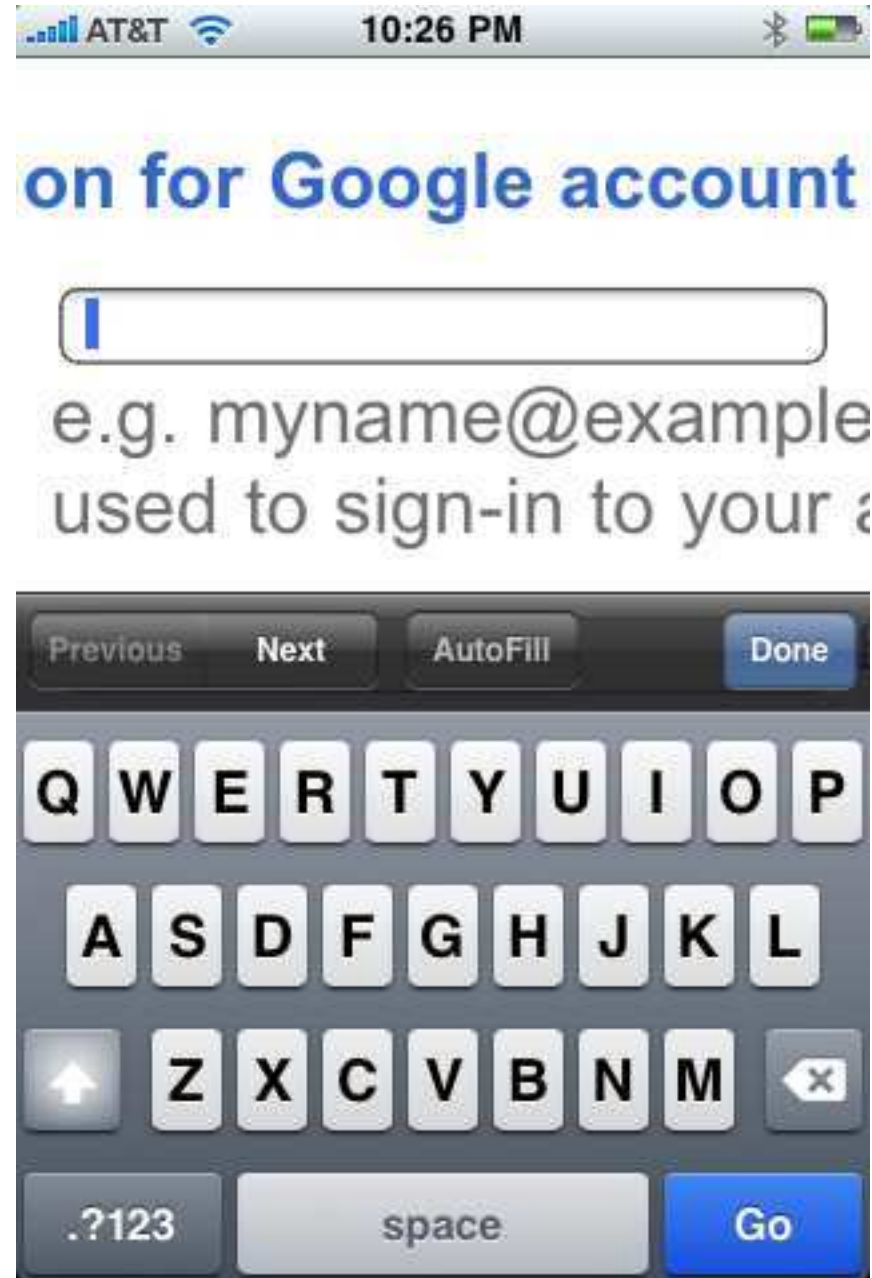 AT&T 10:26 PM
on for Google account
e.g. myname@example
used to sign-in to your a
Previous Next AutoFill Done
Q W E R T Y U I O P
A S D F G H J K L
Z X C V B N M
.?123 space Go